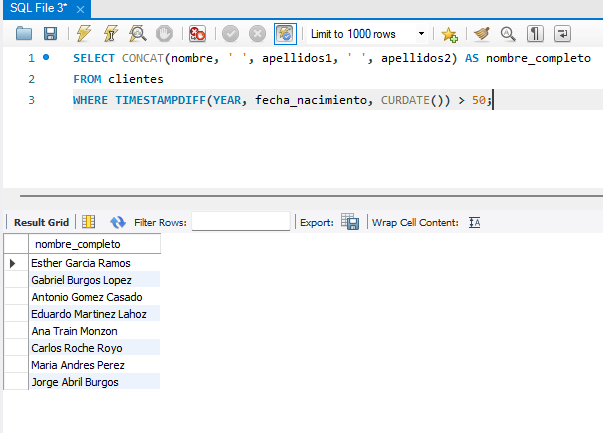 SQL File 3*
Limit to 1000 rows
1 SELECT CONCAT(nombre, ' ', apellidos1, ' ', apellidos2) AS nombre_completo
2 FROM clientes
3 WHERE TIMESTAMPDIFF(YEAR, fecha_nacimiento, CURDATE()) > 50;
Result Grid Filter Rows: Export: Wrap Cell Content:
nombre_completo
Esther Garcia Ramos
Gabriel Burgos Lopez
Antonio Gomez Casado
Eduardo Martinez Lahoz
Ana Train Monzon
Carlos Roche Royo
Maria Andres Perez
Jorge Abril Burgos